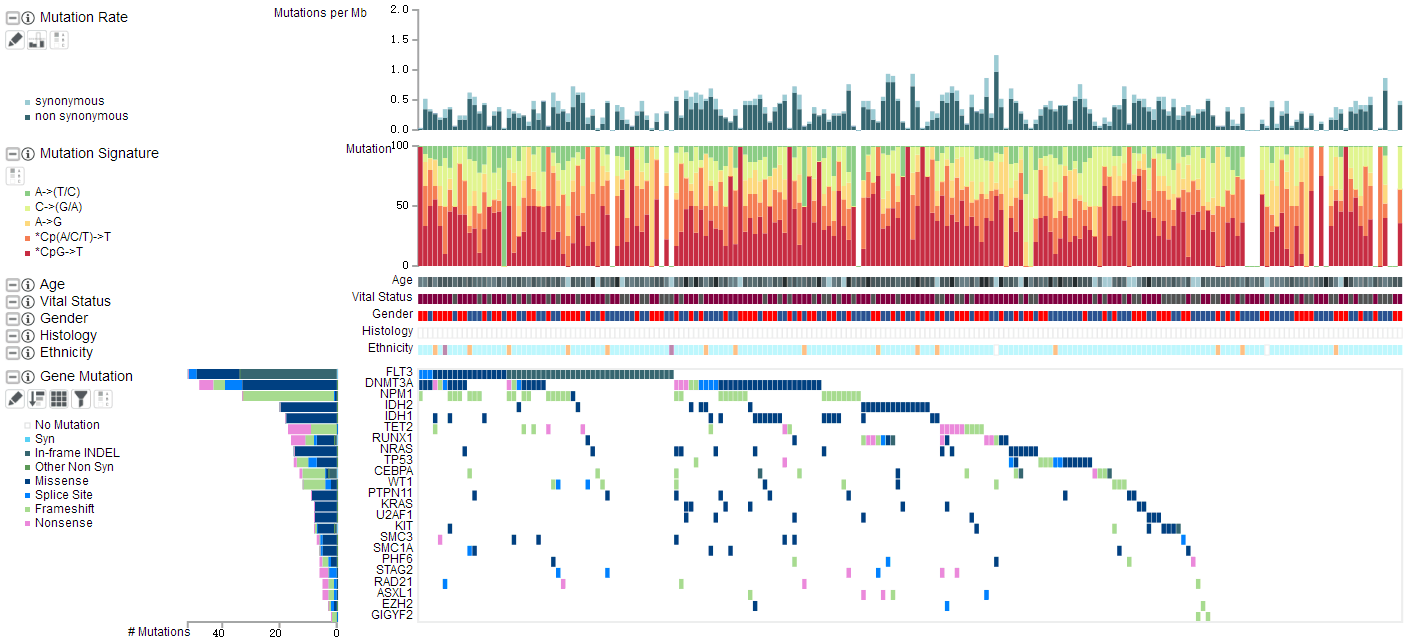 Mutation Rate
Mutations per Mb
2.0
1.5
1.0
0.5
0.0
synonymous
non synonymous
Mutation Signature
Mutation
100
50
0
A->(T/C)
C->(G/A)
A->G
*Cp(A/C/T)->T
*CpG->T
Age
Age
Vital Status
Vital Status
Gender
Gender
Histology
Histology
Ethnicity
Ethnicity
Gene Mutation
No Mutation
Syn
In-frame INDEL
Other Non Syn
Missense
Splice Site
Frameshift
Nonsense
FLT3
DNMT3A
NPM1
IDH2
IDH1
TET2
RUNX1
NRAS
TP53
CEBPA
WT1
PTPN11
KRAS
U2AF1
KIT
SMC3
SMC1A
PHF6
STAG2
RAD21
ASXL1
EZH2
GIGYF2
# Mutations
40
20
0